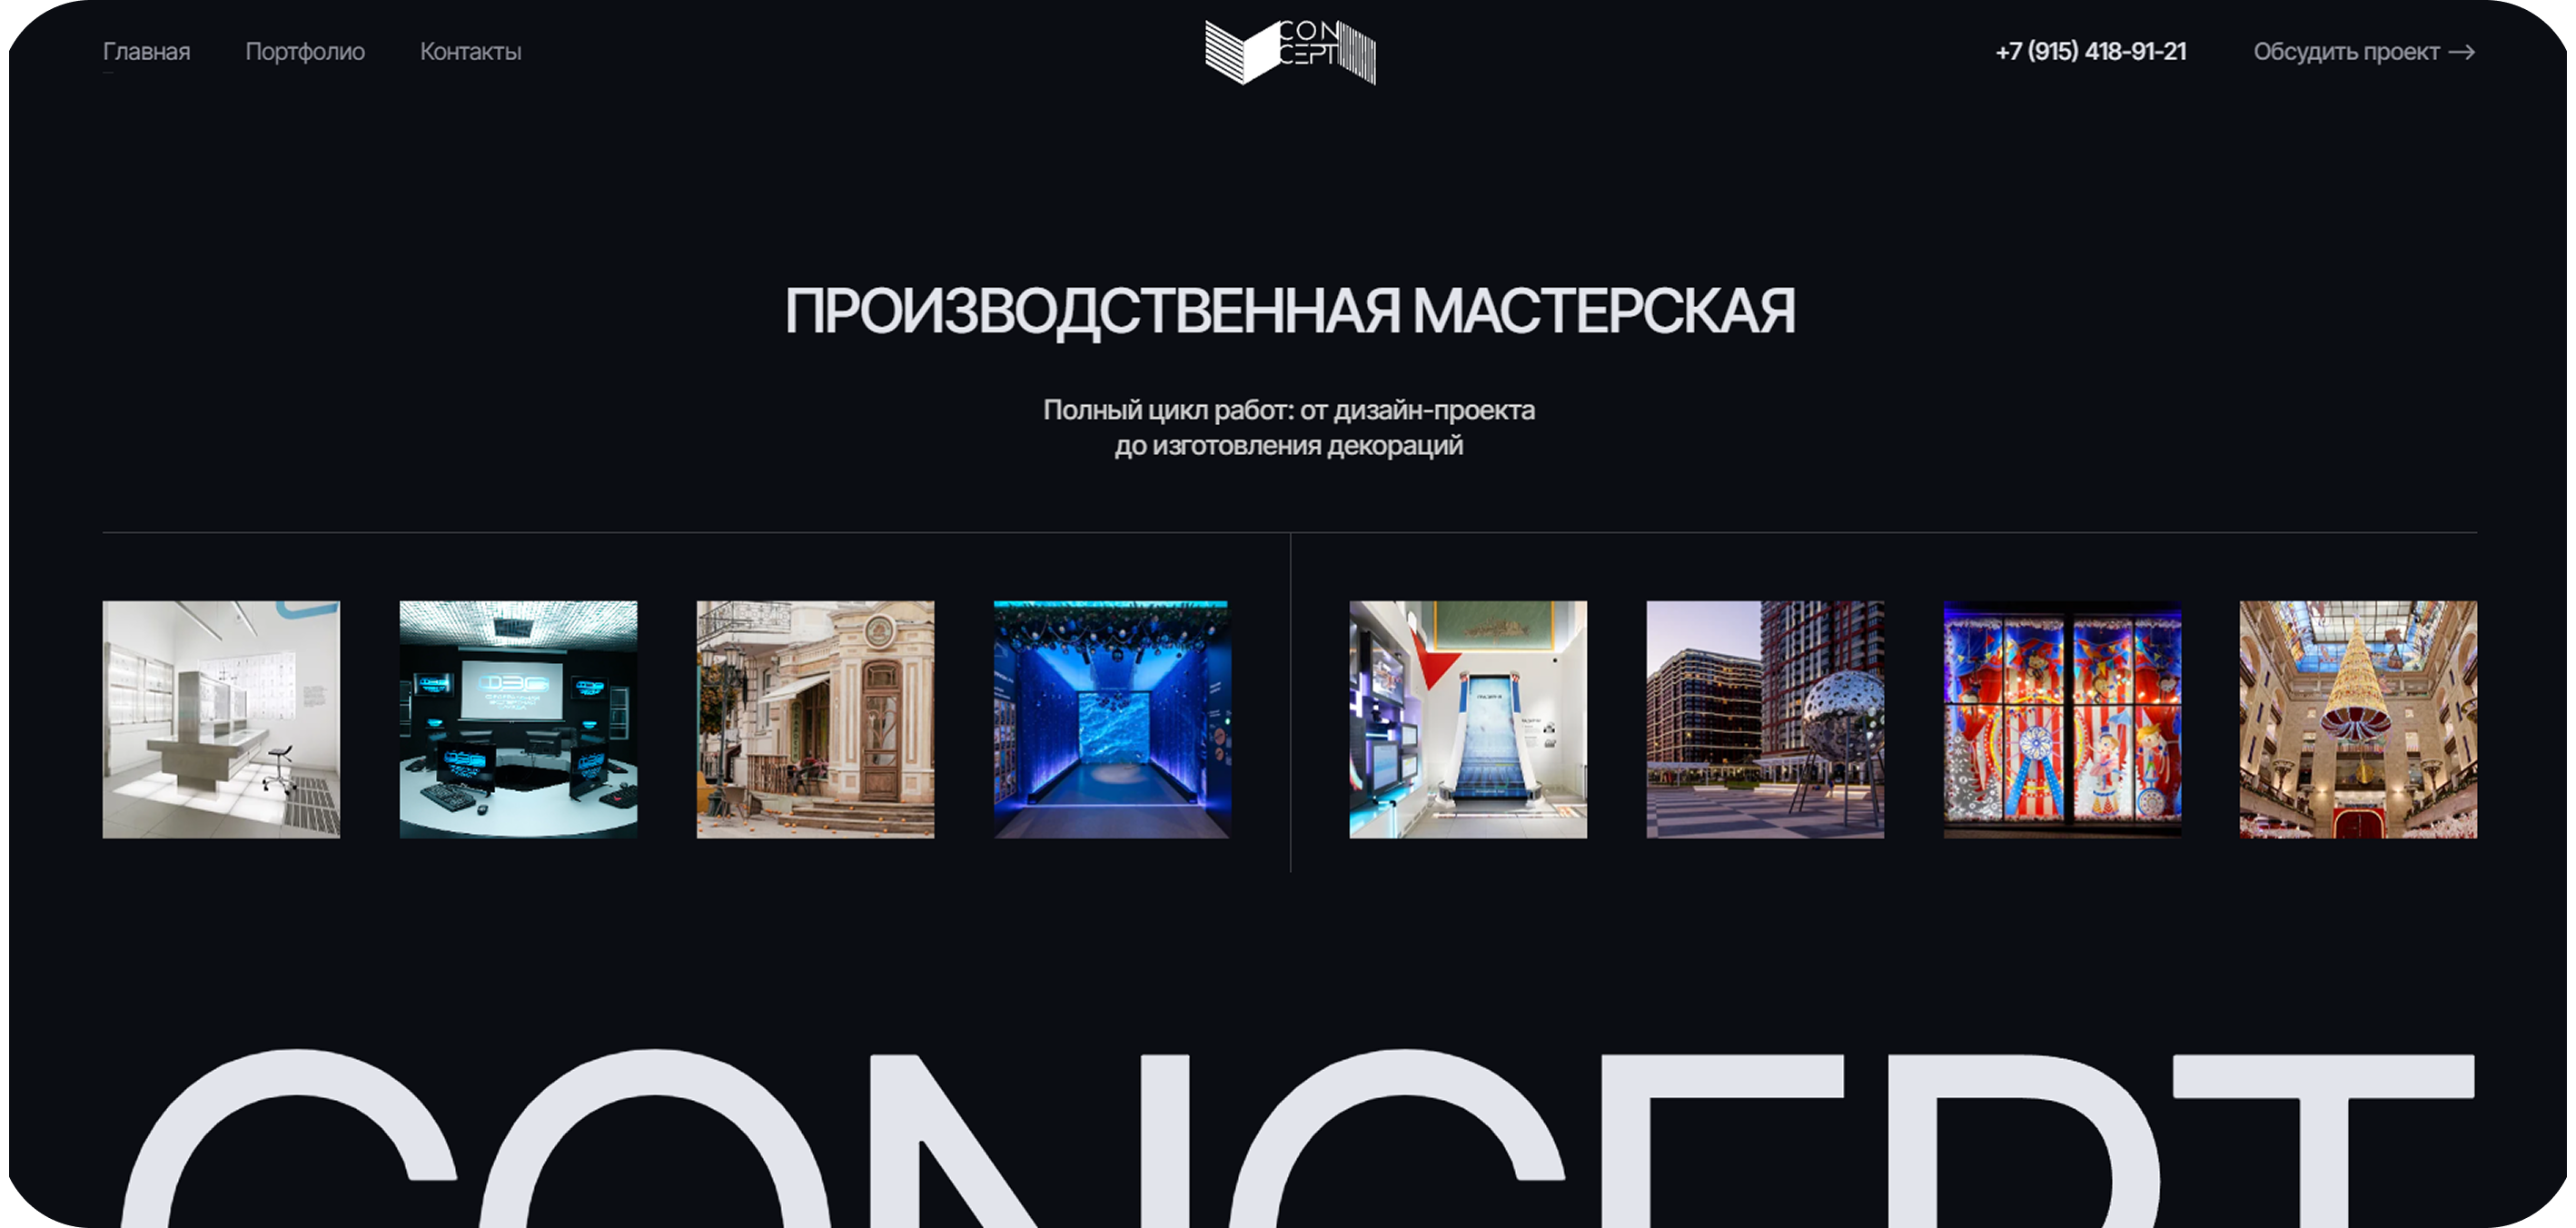 Главная Портфолио Контакты
CON
CEPT
+7 (915) 418-91-21 Обсудить проект →
ПРОИЗВОДСТВЕННАЯ МАСТЕРСКАЯ
Полный цикл работ: от дизайн-проекта
до изготовления декораций
CONCEPT